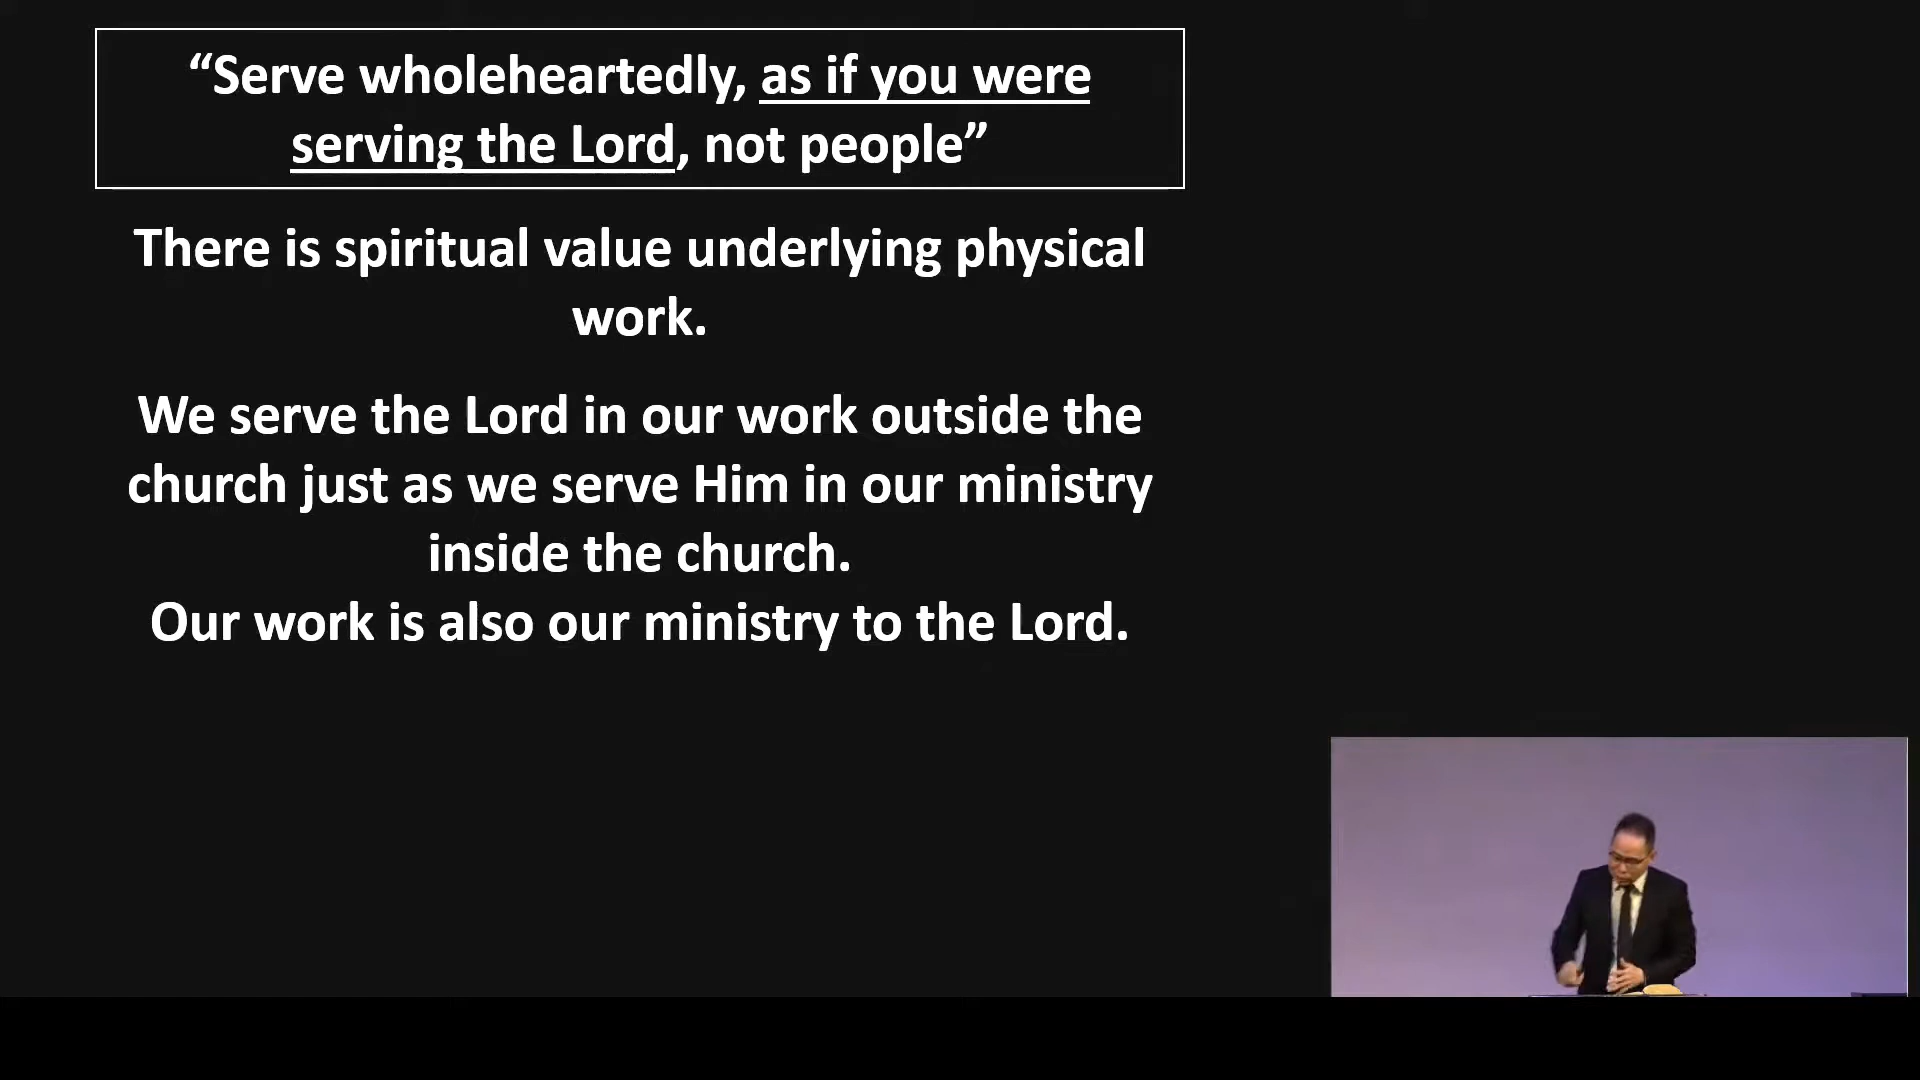 “Serve wholeheartedly, as if you were
serving the Lord, not people”
There is spiritual value underlying physical
work.
We serve the Lord in our work outside the
church just as we serve Him in our ministry
inside the church.
Our work is also our ministry to the Lord.